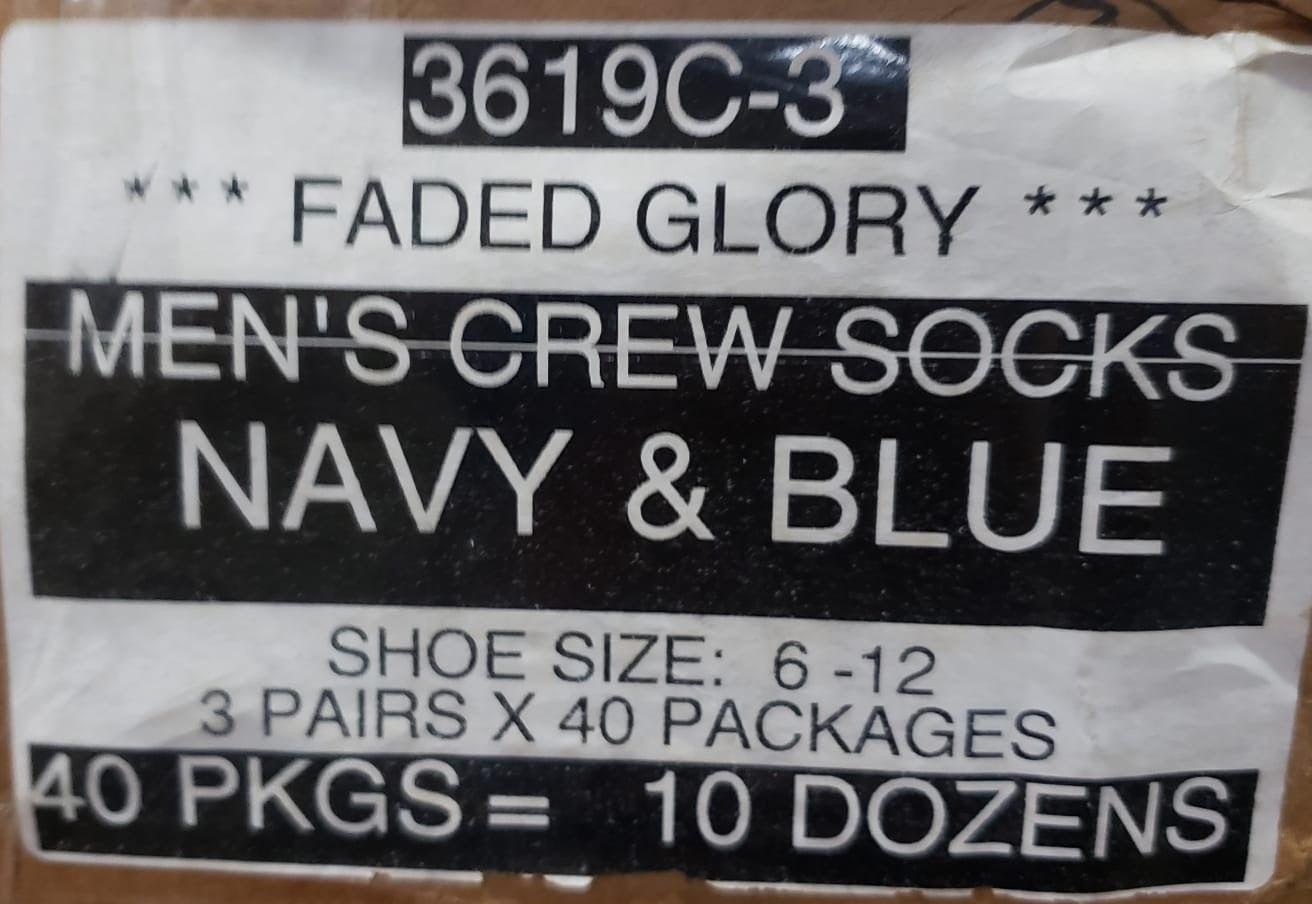 3619C-3
*** FADED GLORY ***
MEN'S CREW SOCKS
NAVY & BLUE
SHOE SIZE: 6 -12
3 PAIRS X 40 PACKAGES
40 PKGS = 10 DOZENS